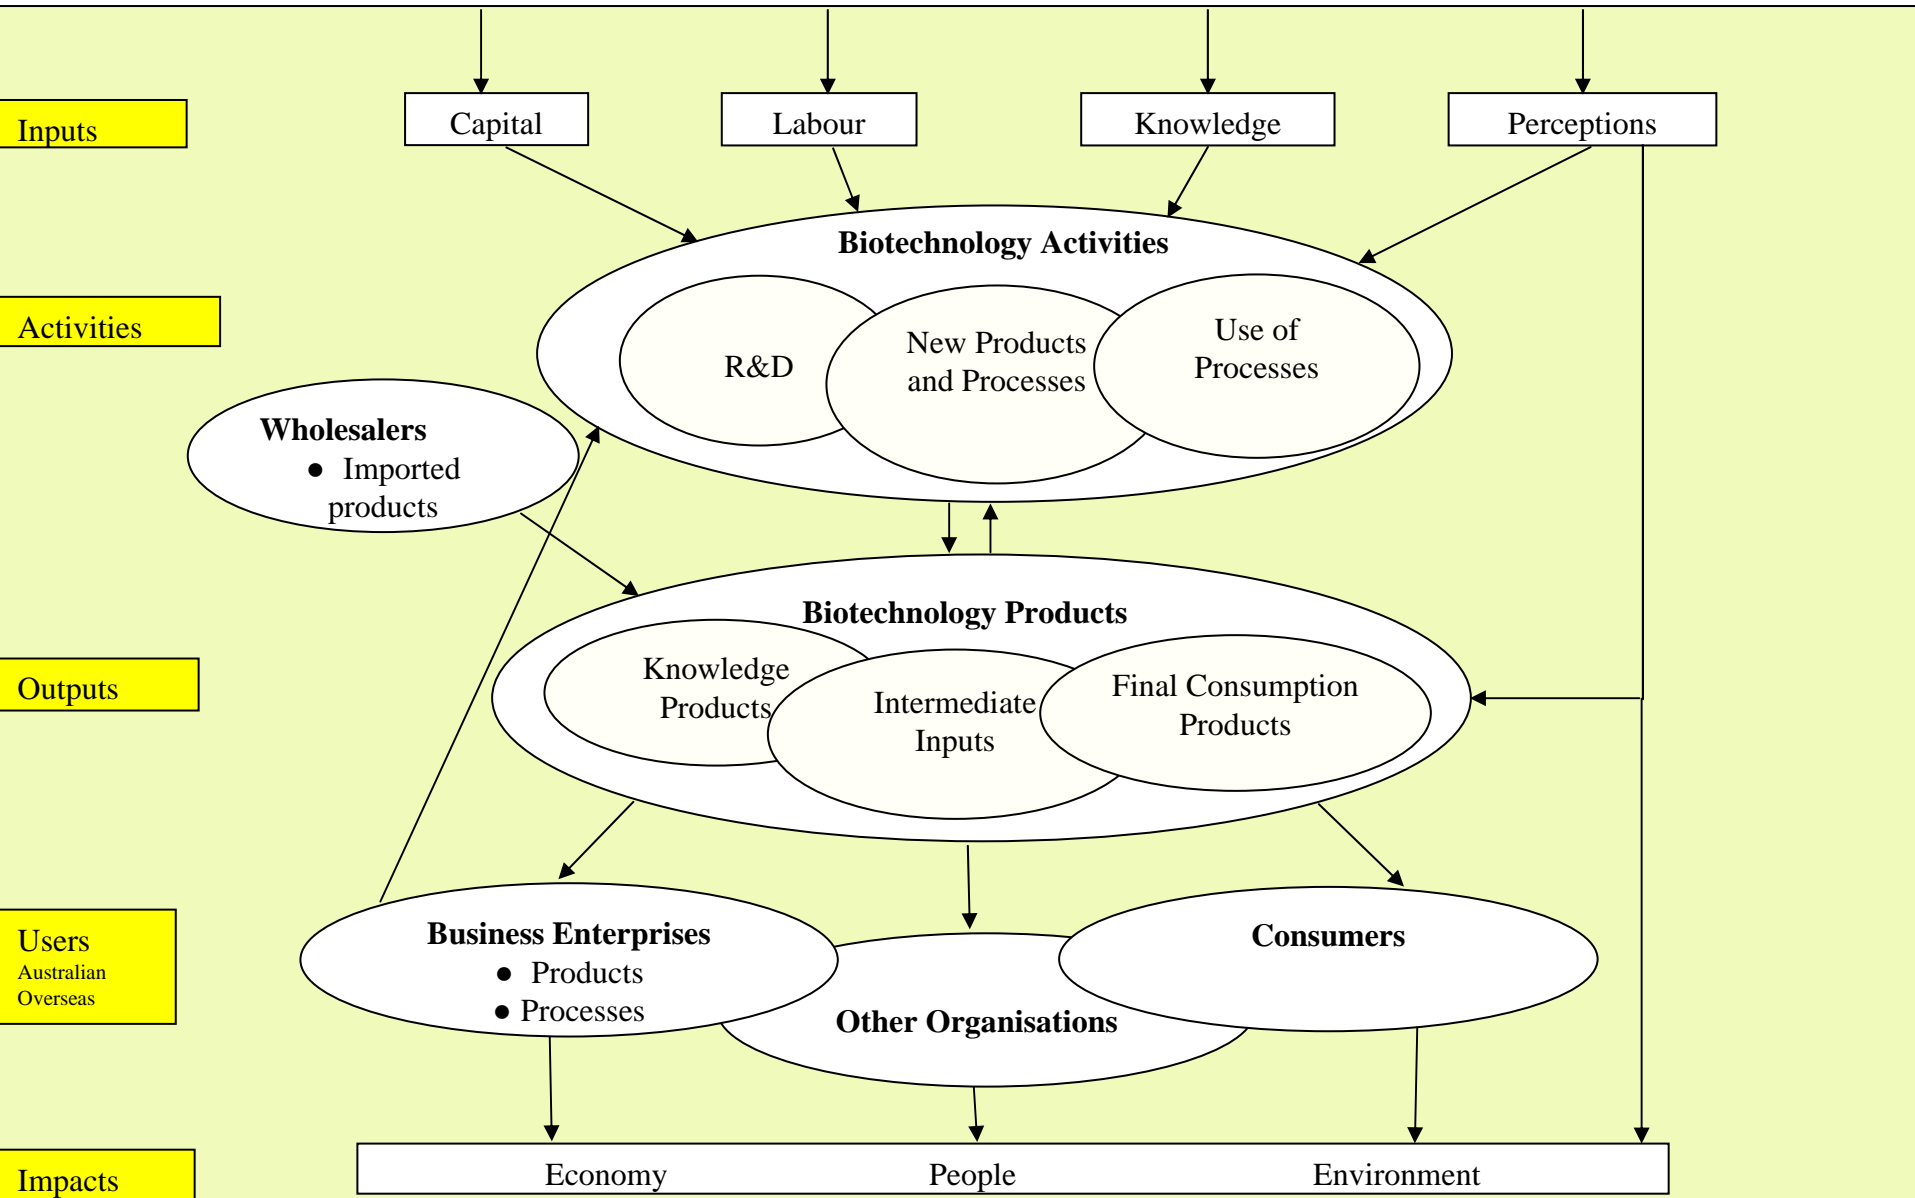 Inputs
Capital
Labour
Knowledge
Perceptions
Biotechnology Activities
Activities
R&D
New Products
and Processes
Use of
Processes
Wholesalers
● Imported
products
Biotechnology Products
Outputs
Knowledge
Products
Intermediate
Inputs
Final Consumption
Products
Users
Australian
Overseas
Business Enterprises
● Products
● Processes
Other Organisations
Consumers
Impacts
Economy
People
Environment